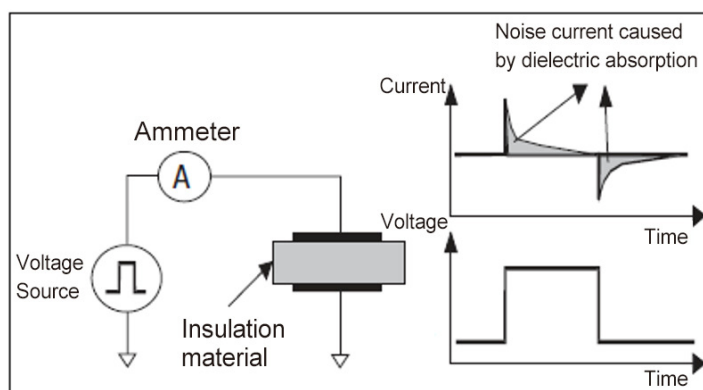 Noise current caused
by dielectric absorption
Current
Ammeter
A
Voltage
Time
Voltage
Source
Insulation
material
Time